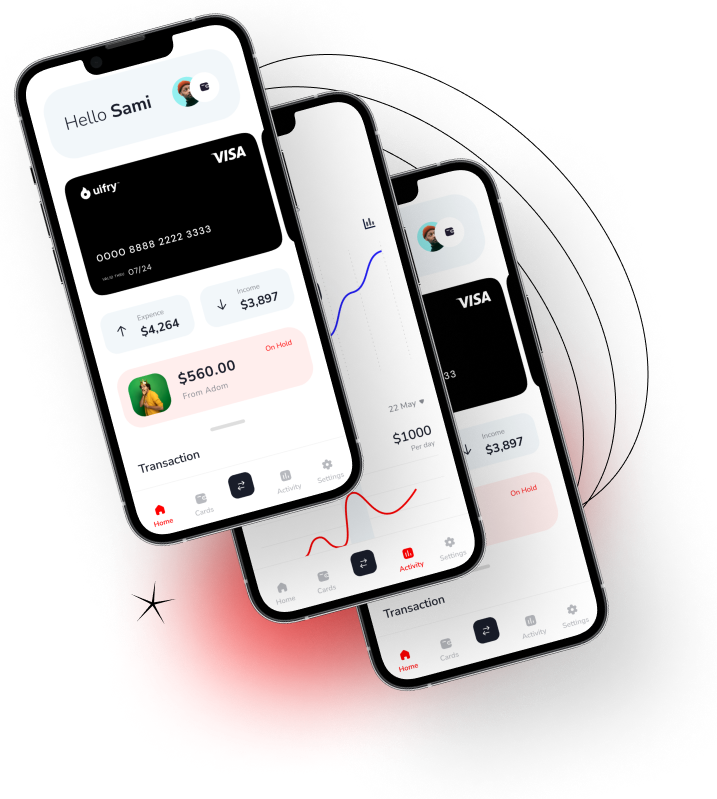 Hello Sami
VISA
uifry™
0000 8888 2222 3333
VALID THRU 07/24
Expence
$4,264
Income
$3,897
On Hold
$560.00
From Adom
Transaction
Home
Cards
Activity
Settings
22 May
$1000
Per day
Home
Cards
Activity
Settings
VISA
33
Income
$3,897
On Hold
Transaction
Home
Cards
Activity
Settings